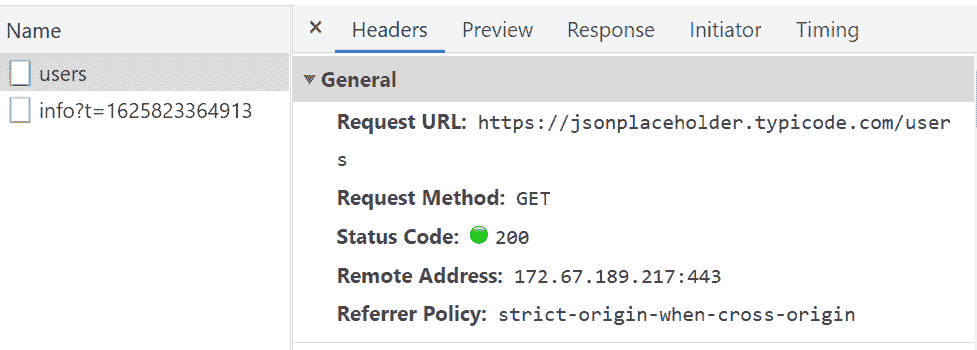 Name
users
info?t=1625823364913
× Headers Preview Response Initiator Timing
General
Request URL: https://jsonplaceholder.typicode.com/user
s
Request Method: GET
Status Code: 200
Remote Address: 172.67.189.217:443
Referrer Policy: strict-origin-when-cross-origin